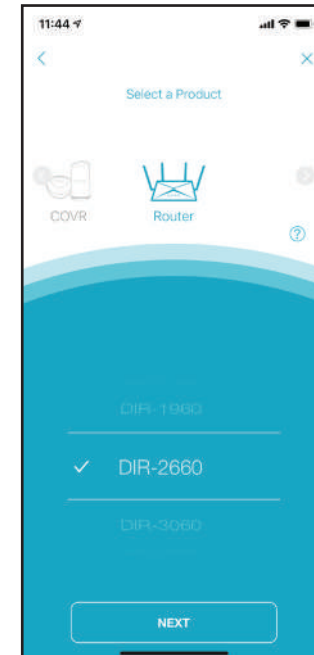 11:44
Select a Product
COVR
Router
?
DIR-1960
DIR-2660
DIR-3060
NEXT